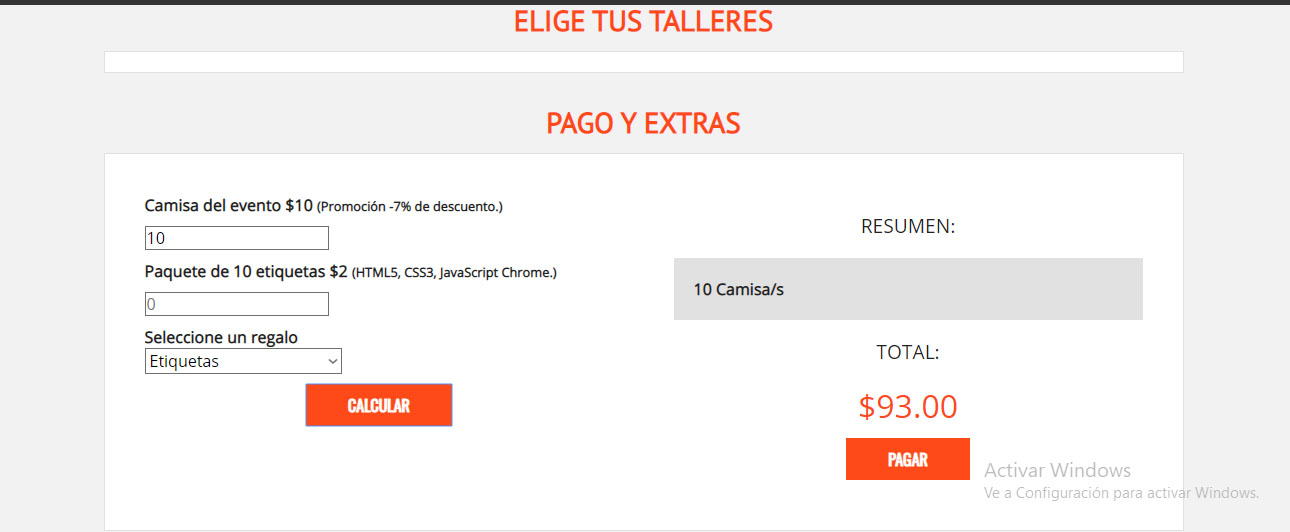 ELIGE TUS TALLERES
PAGO Y EXTRAS
Camisa del evento $10 (Promoción -7% de descuento.)
10
Paquete de 10 etiquetas $2 (HTML5, CSS3, JavaScript Chrome.)
0
Seleccione un regalo
Etiquetas
CALCULAR
RESUMEN:
10 Camisa/s
TOTAL:
$93.00
PAGAR
Activar Windows
Ve a Configuración para activar Windows.